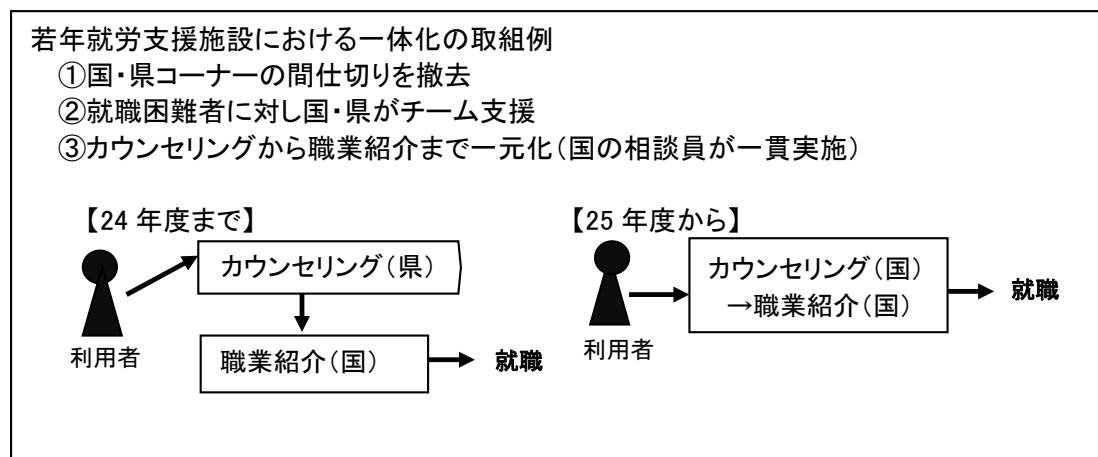 若年就労支援施設における一体化の取組例
①国・県コーナーの間仕切りを撤去
②就職困難者に対し国・県がチーム支援
③カウンセリングから職業紹介まで一元化（国の相談員が一貫実施）
【24 年度まで】
カウンセリング（県）
利用者
職業紹介（国）
就職
【25 年度から】
カウンセリング（国）
→職業紹介（国）
利用者
就職